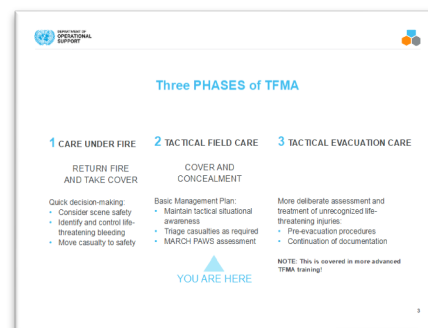 DEPARTMENT OF
OPERATIONAL
SUPPORT
Three PHASES of TFMA
1 CARE UNDER FIRE
RETURN FIRE
AND TAKE COVER
Quick decision-making:
• Consider scene safety
• Identify and control life-
threatening bleeding
• Move casualty to safety
2 TACTICAL FIELD CARE
COVER AND
CONCEALMENT
Basic Management Plan:
• Maintain tactical situational
awareness
• Triage casualties as required
• MARCH PAWS assessment
YOU ARE HERE
3 TACTICAL EVACUATION CARE
More deliberate assessment and
treatment of unrecognized life-
threatening injuries:
• Pre-evacuation procedures
• Continuation of documentation
NOTE: This is covered in more advanced
TFMA training!
3